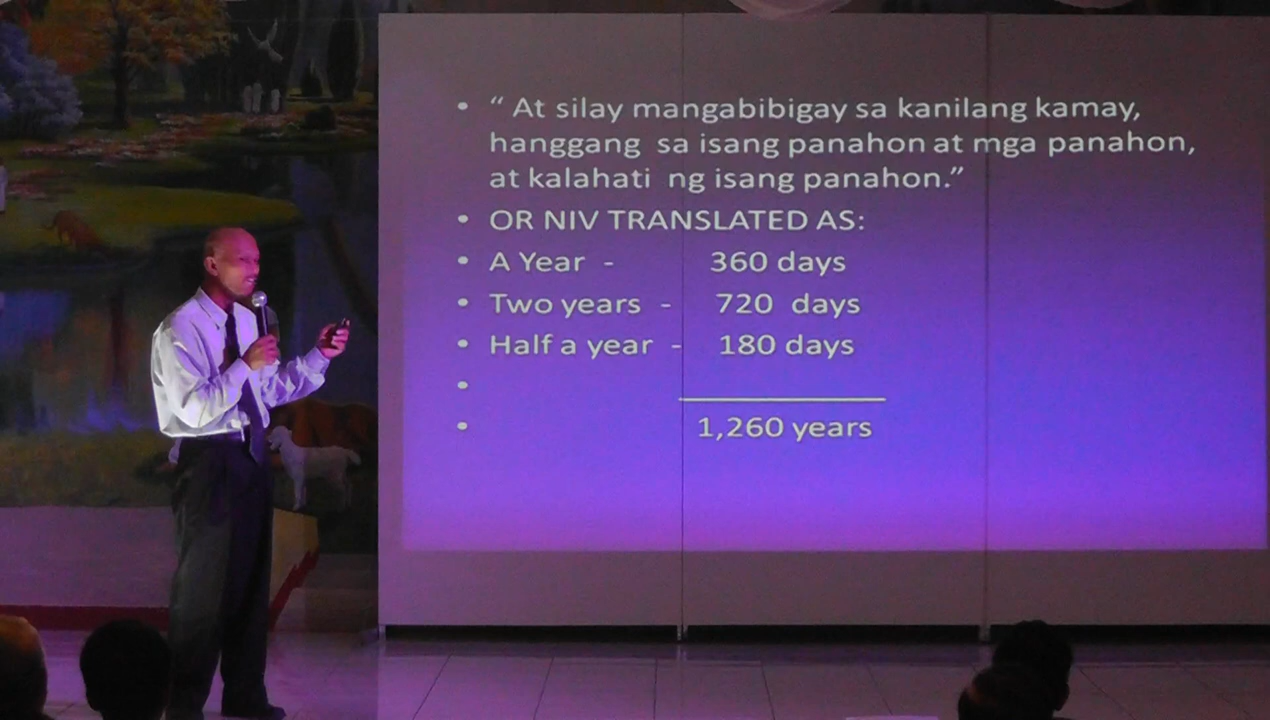 • “ At silay mangabibigay sa kanilang kamay,
hanggang sa isang panahon at mga panahon,
at kalahati ng isang panahon.”
• OR NIV TRANSLATED AS:
• A Year - 360 days
• Two years - 720 days
• Half a year - 180 days
•
• 1,260 years